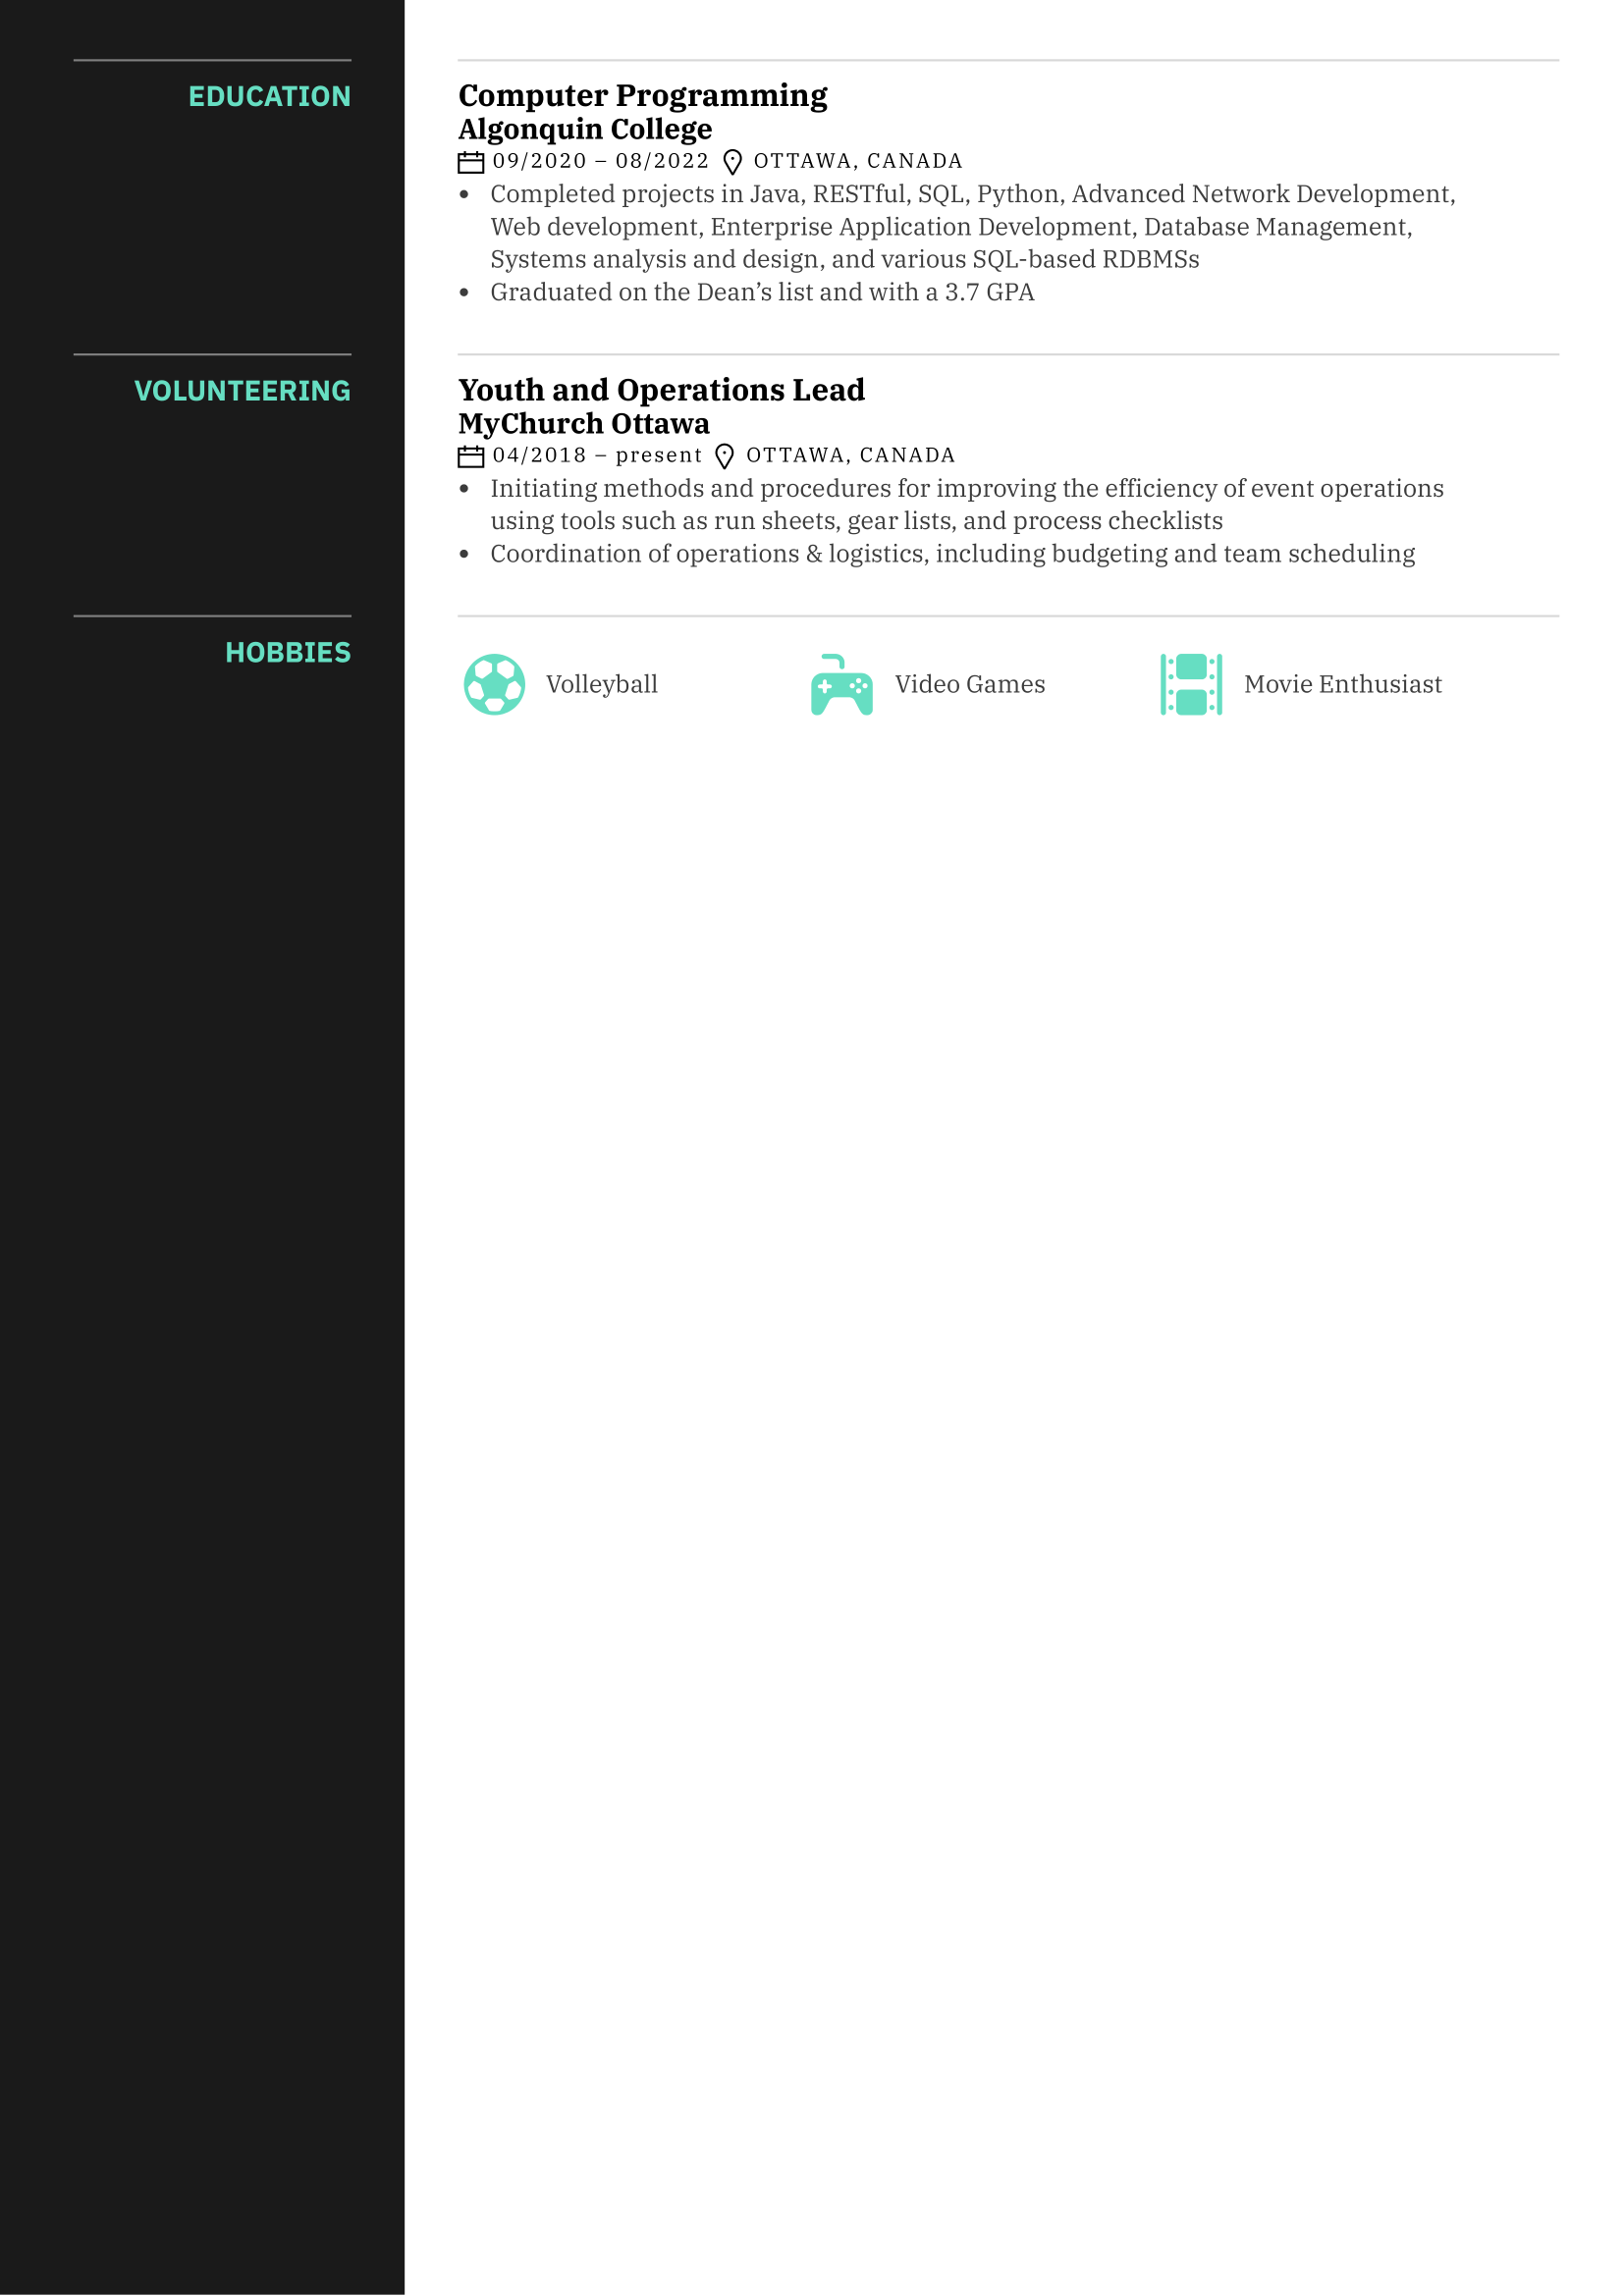 EDUCATION
Computer Programming
Algonquin College
09/2020 – 08/2022 OTTAWA, CANADA
• Completed projects in Java, RESTful, SQL, Python, Advanced Network Development,
Web development, Enterprise Application Development, Database Management,
Systems analysis and design, and various SQL-based RDBMSs
• Graduated on the Dean’s list and with a 3.7 GPA
VOLUNTEERING
Youth and Operations Lead
MyChurch Ottawa
04/2018 – present OTTAWA, CANADA
• Initiating methods and procedures for improving the efficiency of event operations
using tools such as run sheets, gear lists, and process checklists
• Coordination of operations & logistics, including budgeting and team scheduling
HOBBIES
Volleyball Video Games Movie Enthusiast